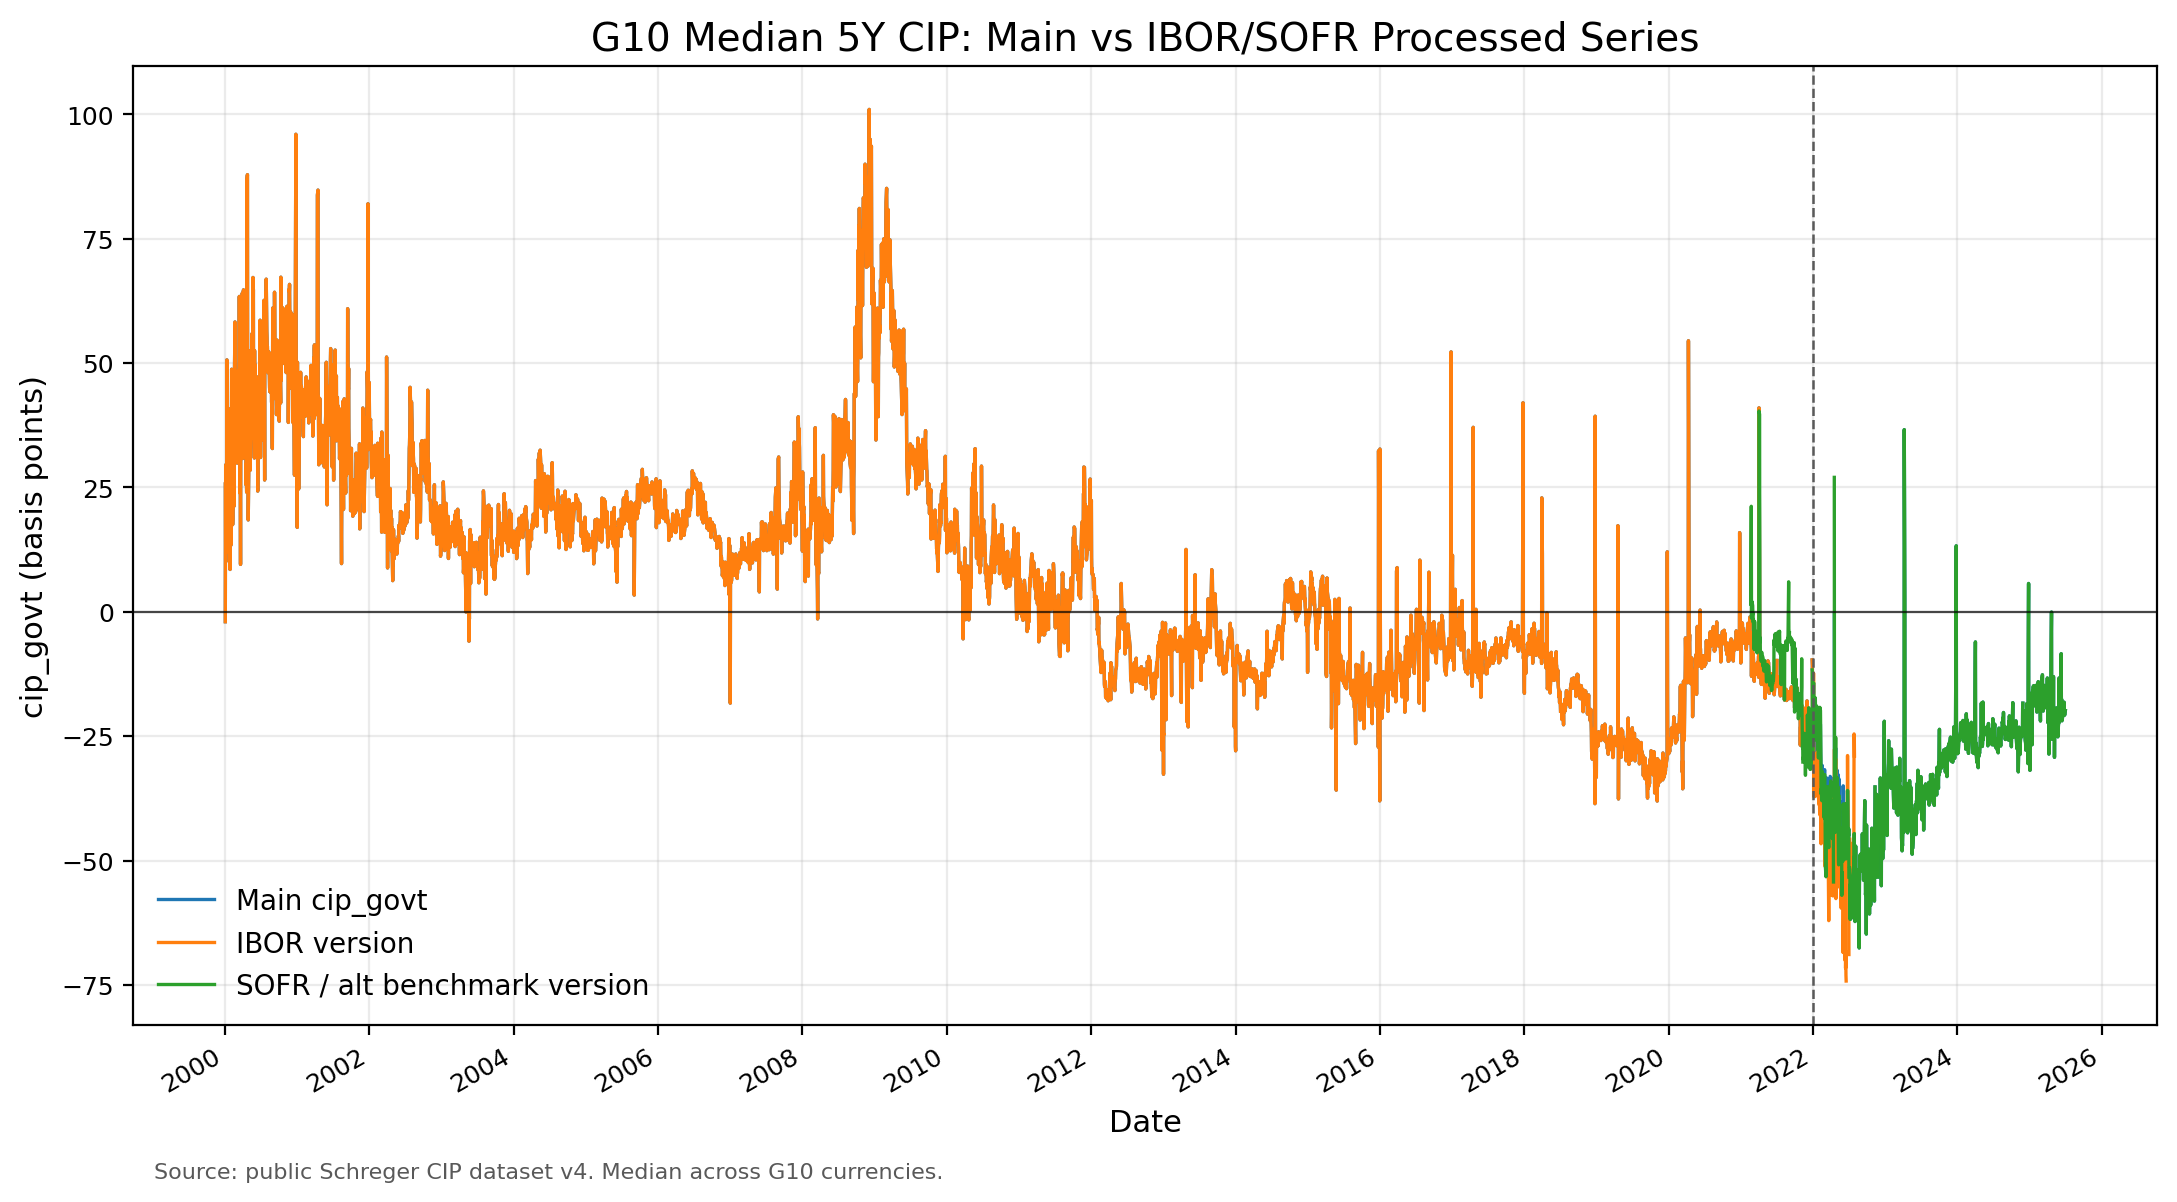 G10 Median 5Y CIP: Main vs IBOR/SOFR Processed Series
cip_govt (basis points)
100
75
50
25
0
−25
−50
−75
Main cip_govt
IBOR version
SOFR / alt benchmark version
2000 2002 2004 2006 2008 2010 2012 2014 2016 2018 2020 2022 2024 2026
Date
Source: public Schreger CIP dataset v4. Median across G10 currencies.